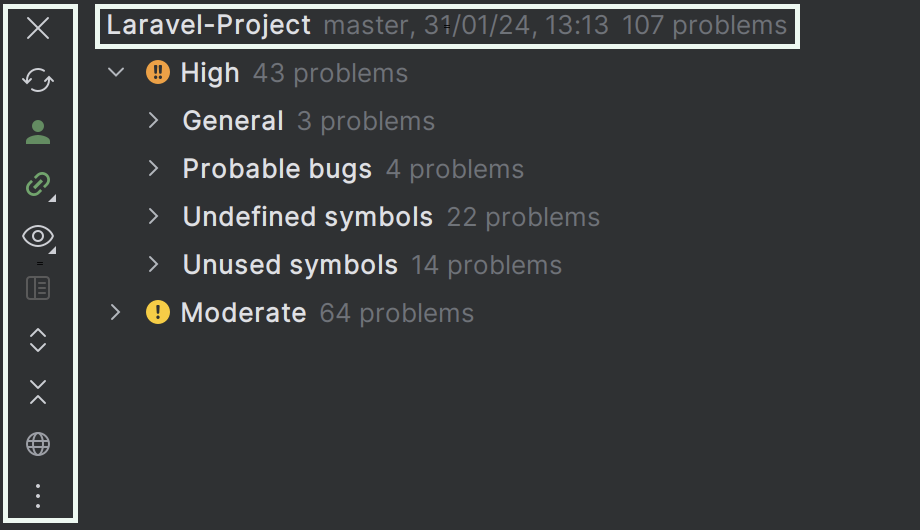 Laravel-Project master, 31/01/24, 13:13 107 problems
High 43 problems
General 3 problems
Probable bugs 4 problems
Undefined symbols 22 problems
Unused symbols 14 problems
Moderate 64 problems